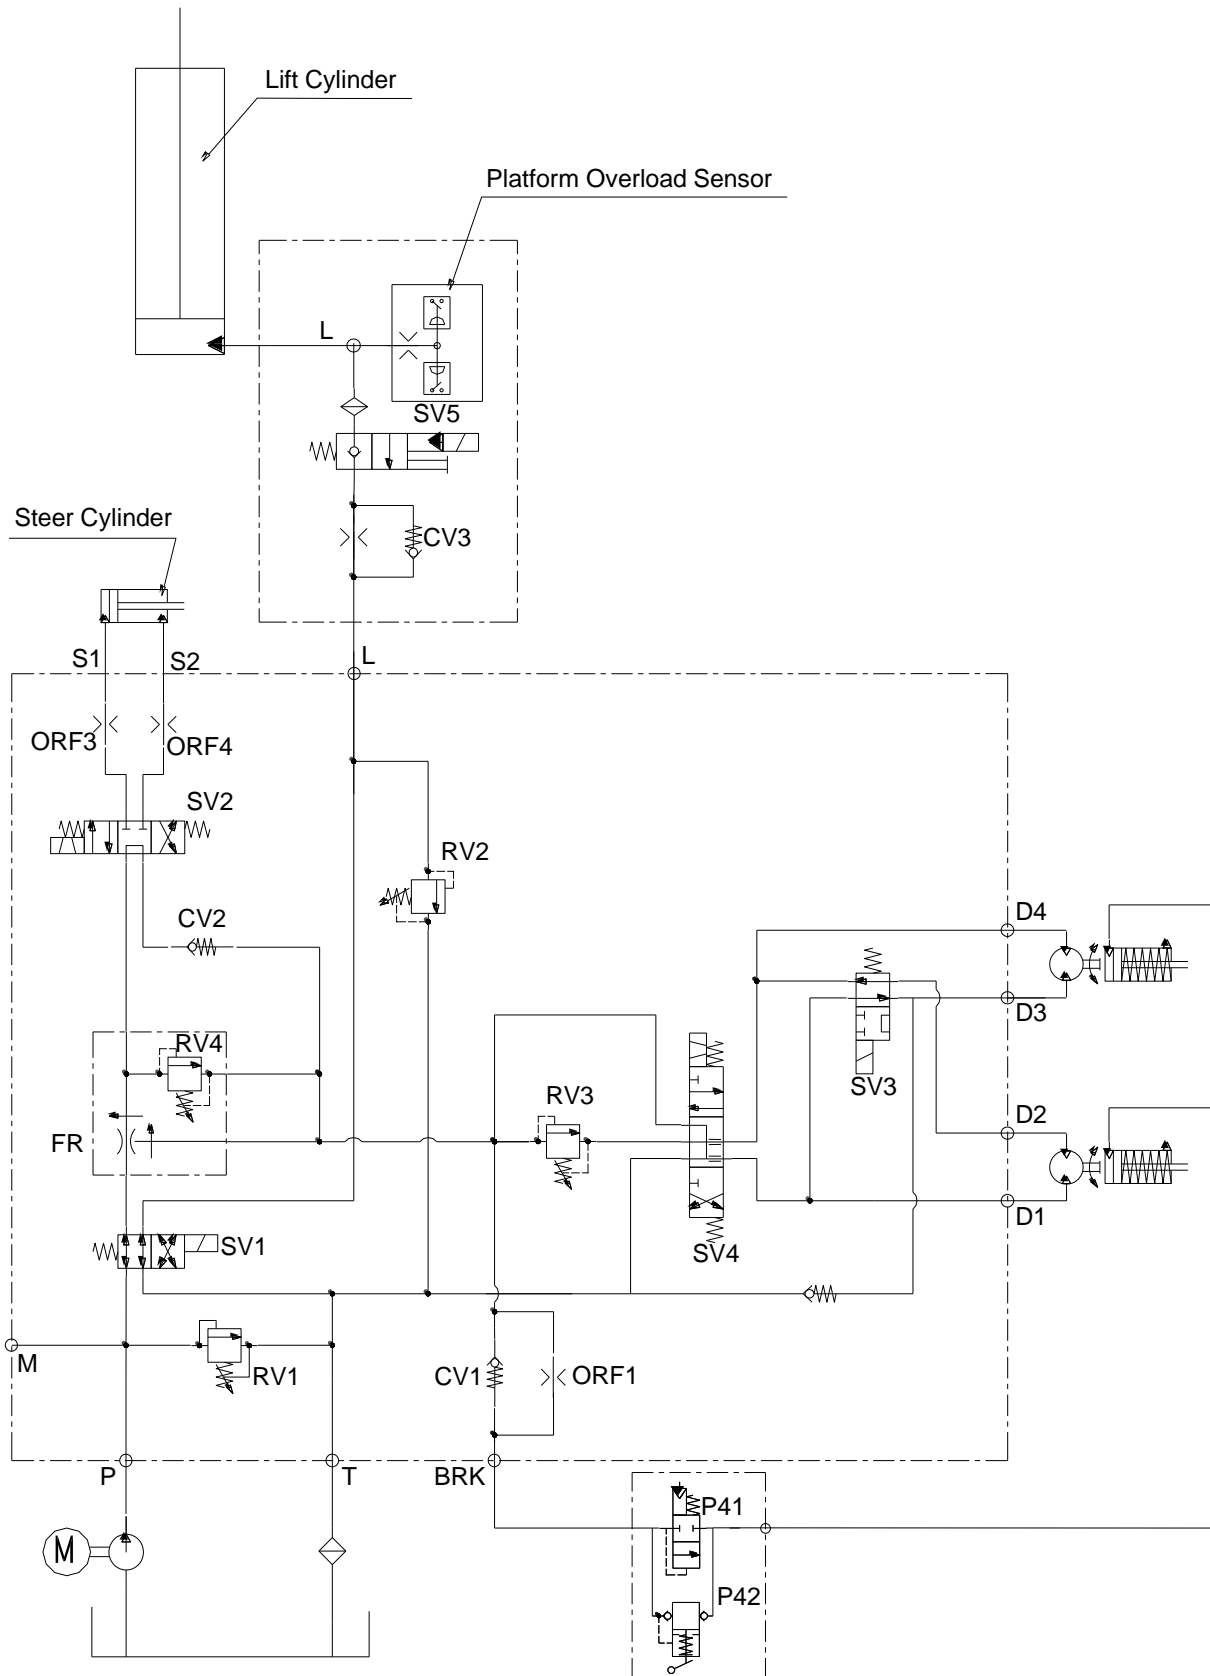 Lift Cylinder
Platform Overload Sensor
L
SV5
Steer Cylinder
CV3
S1
S2
L
ORF3
ORF4
SV2
RV2
CV2
D4
D3
RV4
SV3
RV3
D2
FR
D1
SV1
SV4
M
RV1
CV1
ORF1
P
T
BRK
P41
M
P42